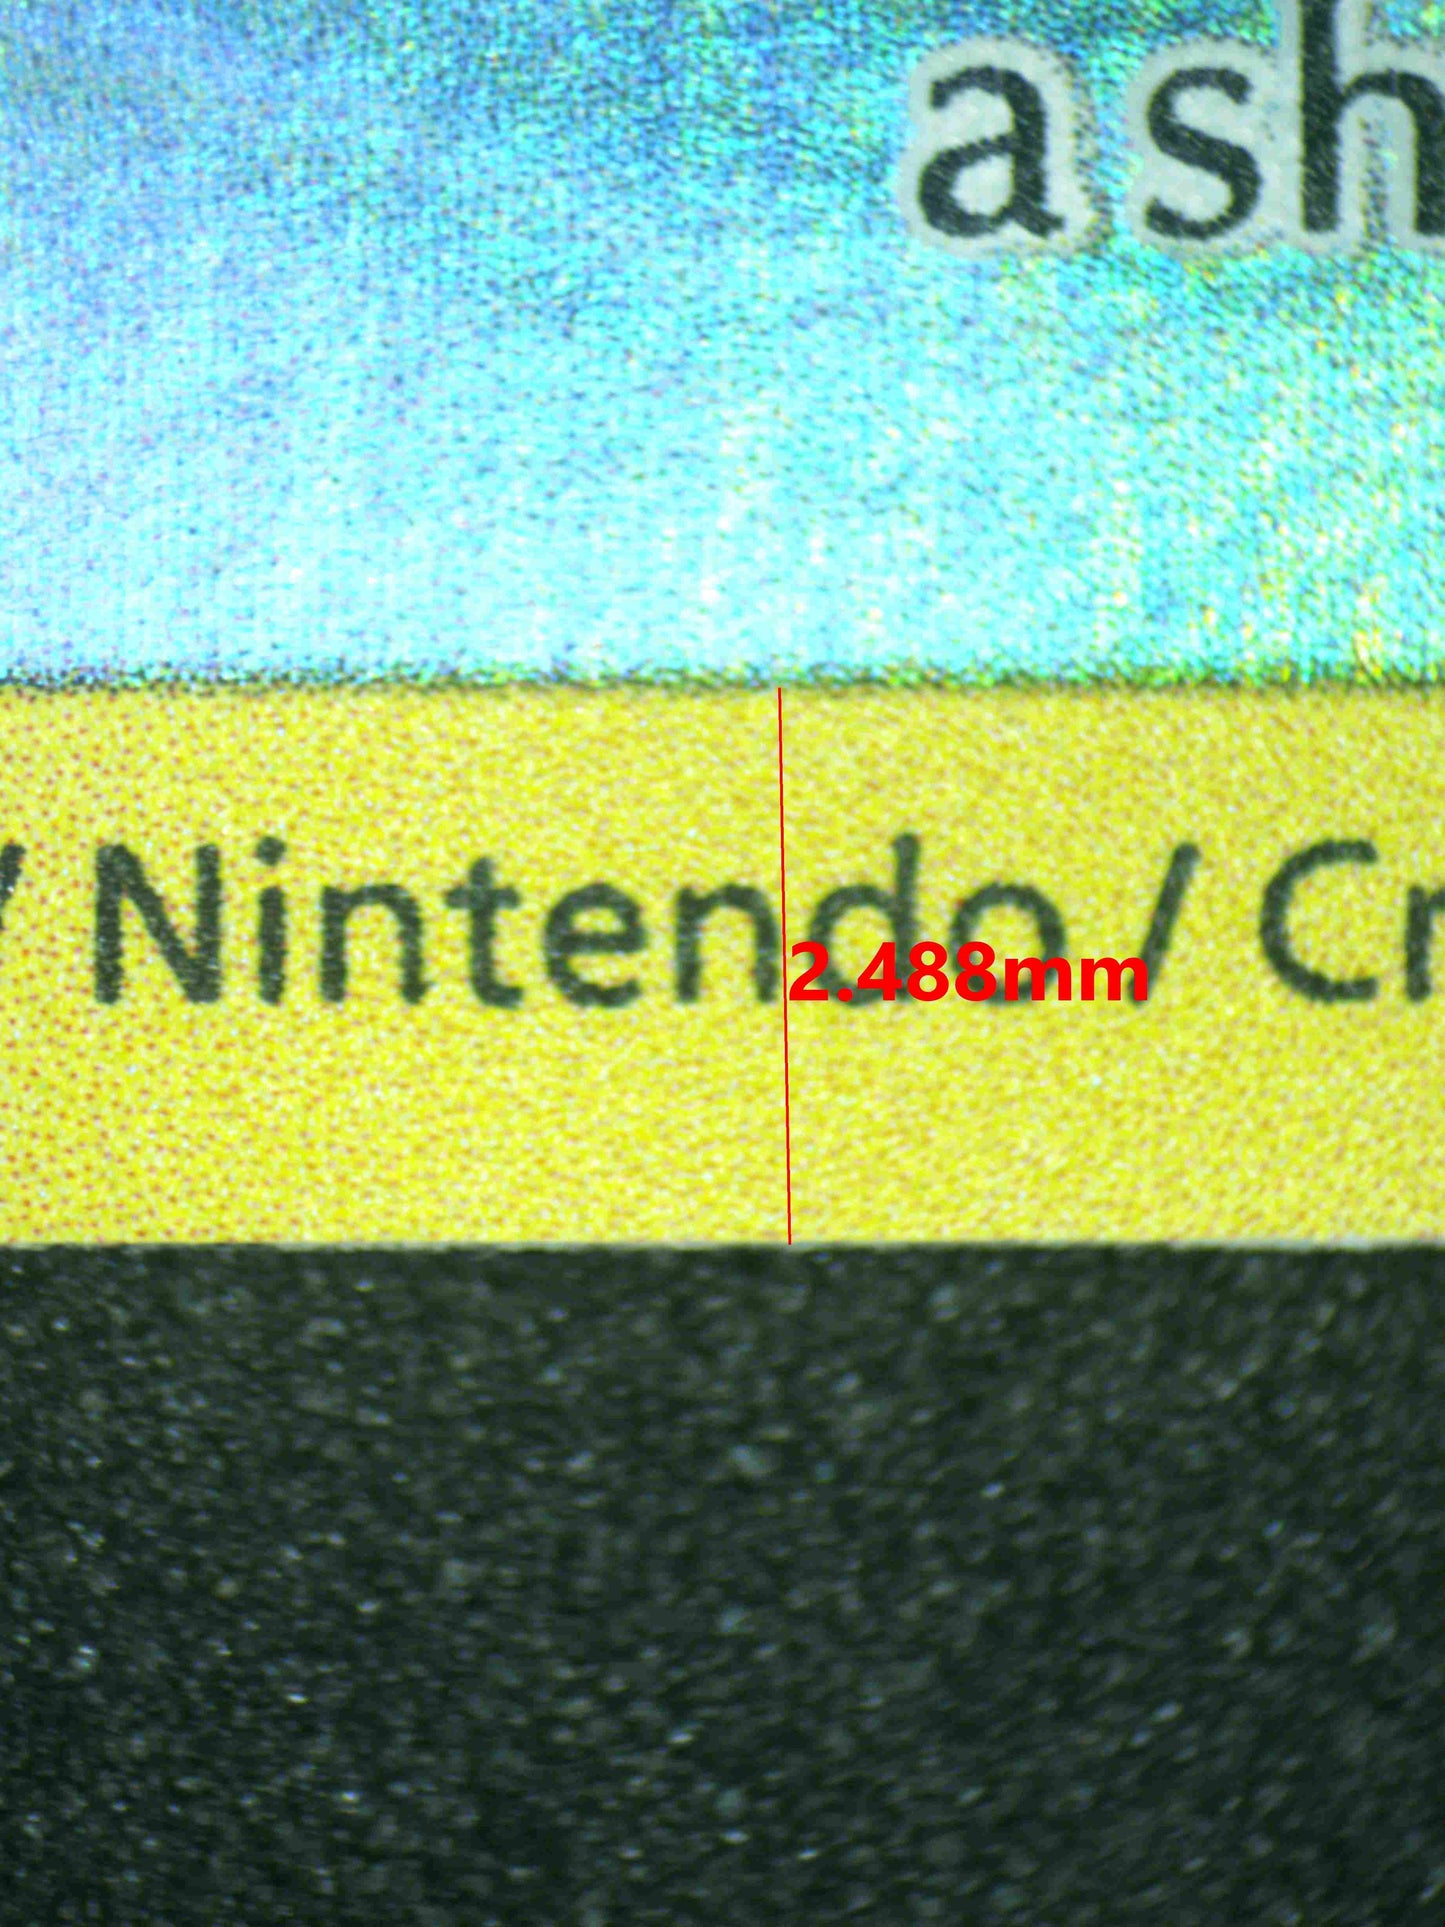 ash
/ Nintendo / Cr
2.488mm